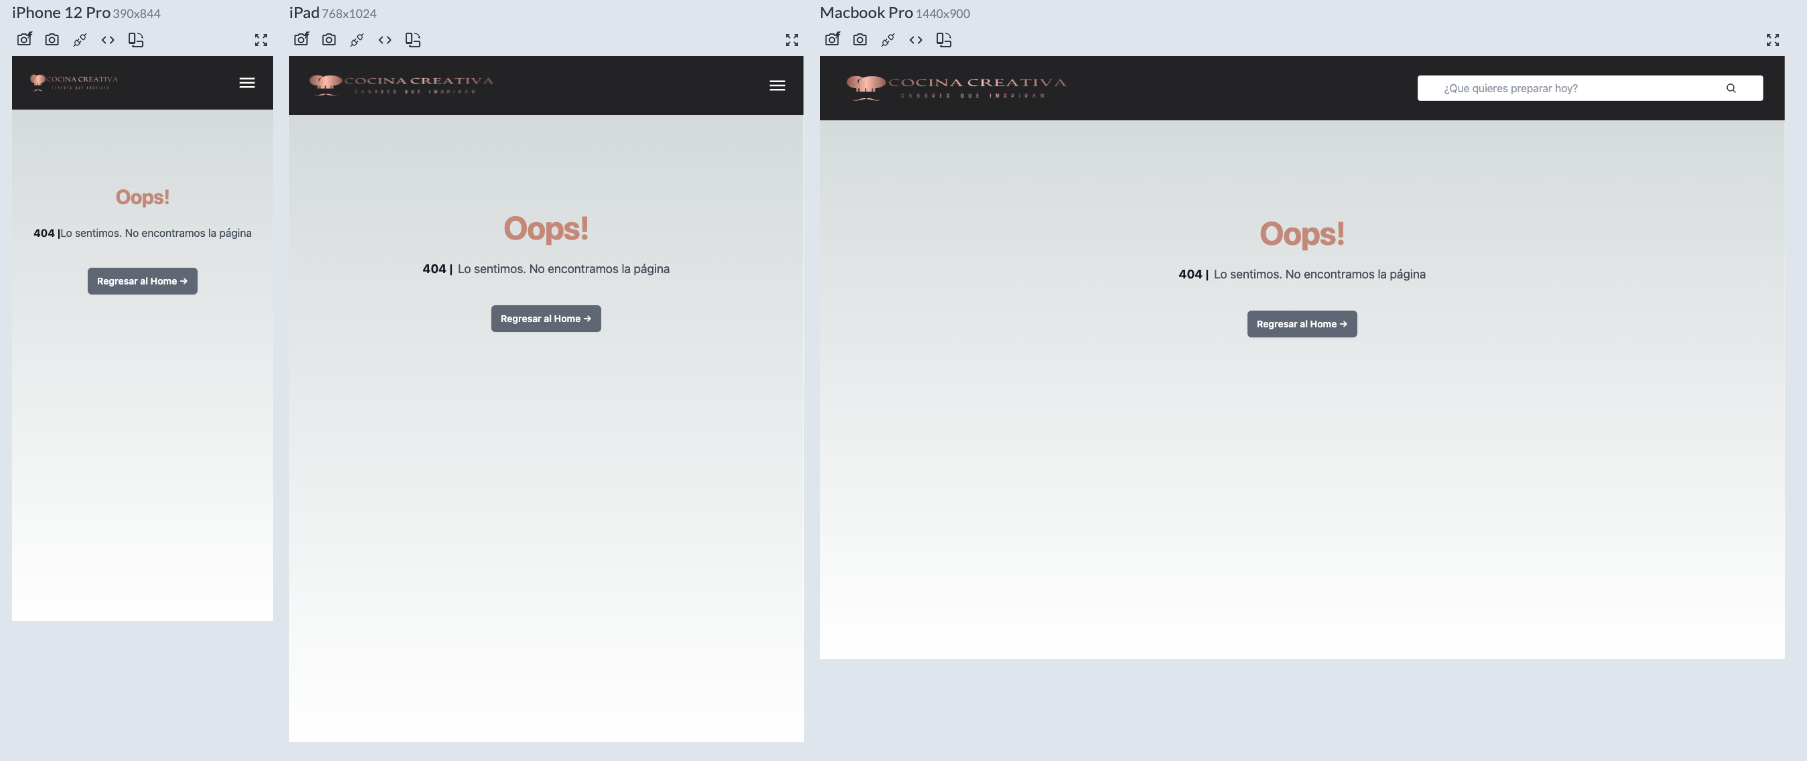 iPhone 12 Pro 390x844
COCINA CREATIVA
Oops!
404 |Lo sentimos. No encontramos la página
Regresar al Home →
iPad 768x1024
COCINA CREATIVA
SABORES QUE INSPIRAN
Oops!
404 | Lo sentimos. No encontramos la página
Regresar al Home →
Macbook Pro 1440x900
COCINA CREATIVA
SABORES QUE INSPIRAN
¿Que quieres preparar hoy?
Oops!
404 | Lo sentimos. No encontramos la página
Regresar al Home →